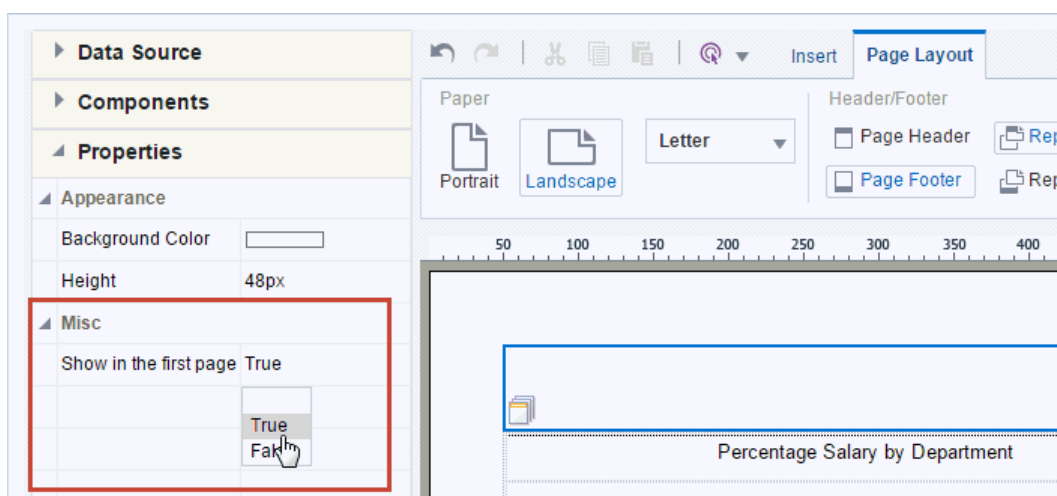 Data Source
Components
Properties
Appearance
Background Color
Height 48px
Misc
Show in the first page True
True
Insert Page Layout
Paper
Portrait
Landscape
Letter
Header/Footer
Page Header
Page Footer
50 100 150 200 250 300 350 400
Percentage Salary by Department